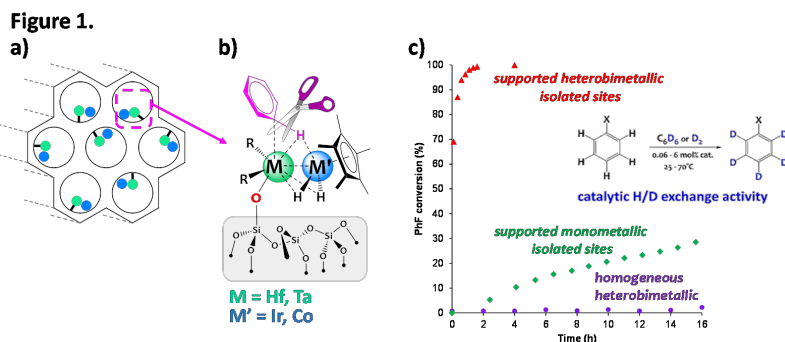 Figure 1.
a)
b)
H
R
R
M
M'
H
H
O
Si
O
O
Si
O
Si
O
O
O
O
M = Hf, Ta
M' = Ir, Co
c)
PhF conversion (%)
100
90
80
70
60
50
40
30
20
10
0
0 2 4 6 8 10 12 14 16
Time (h)
supported heterobimetallic
isolated sites
X
H H
H H
H
C6D6 or D2
0.06 - 6 mol% cat.
25 - 70°C
X
D D
D D
D
catalytic H/D exchange activity
supported monometallic
isolated sites
homogeneous
heterobimetallic